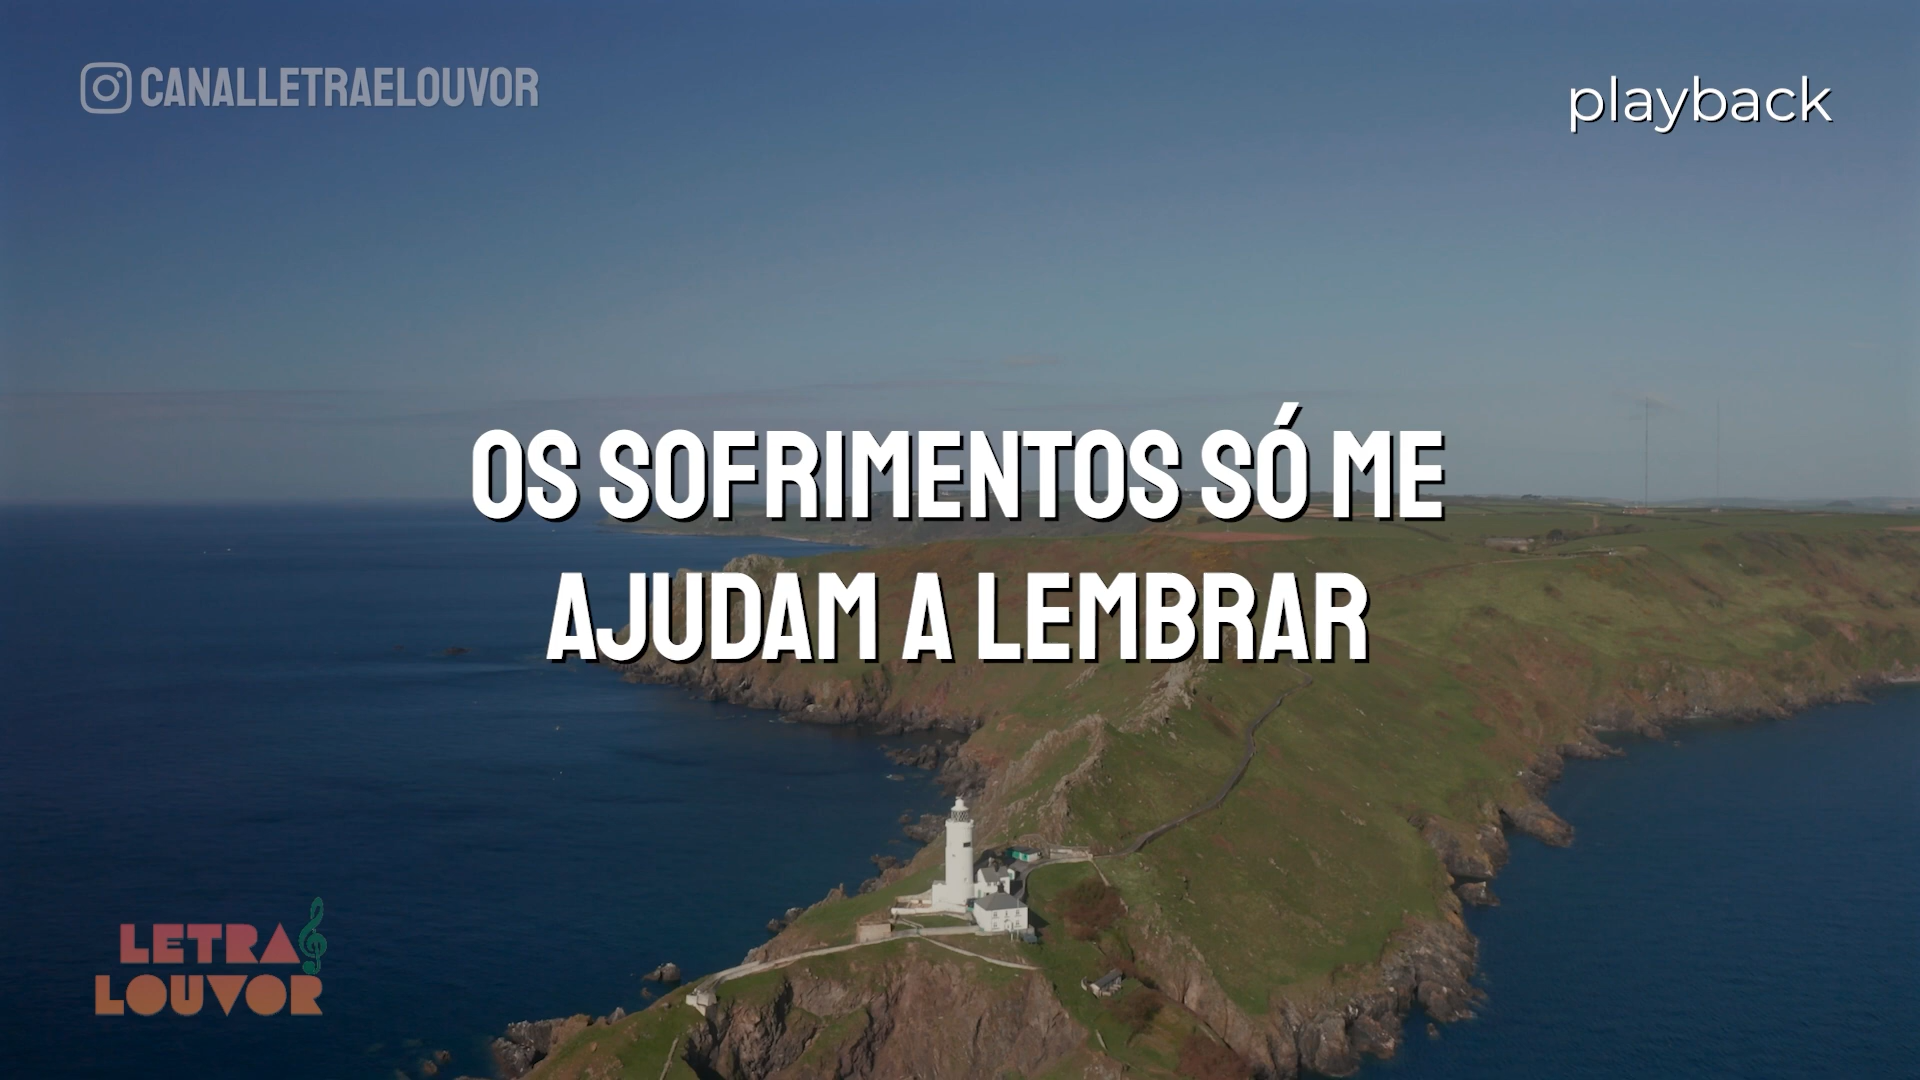 CANALLETRAELOUVOR
playback
OS SOFRIMENTOS SÓ ME
AJUDAM A LEMBRAR
LETRA
LOUVOR